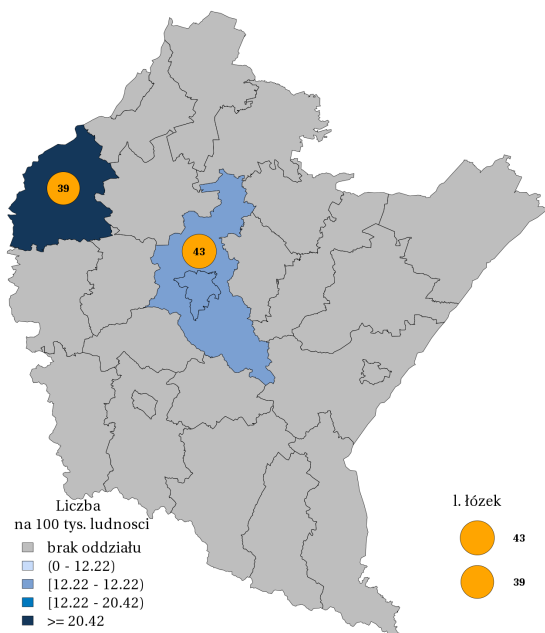 39
43
Liczba
na 100 tys. ludnosci
brak oddziału
(0 - 12.22)
[12.22 - 12.22)
[12.22 - 20.42)
>= 20.42
l. łózek
43
39